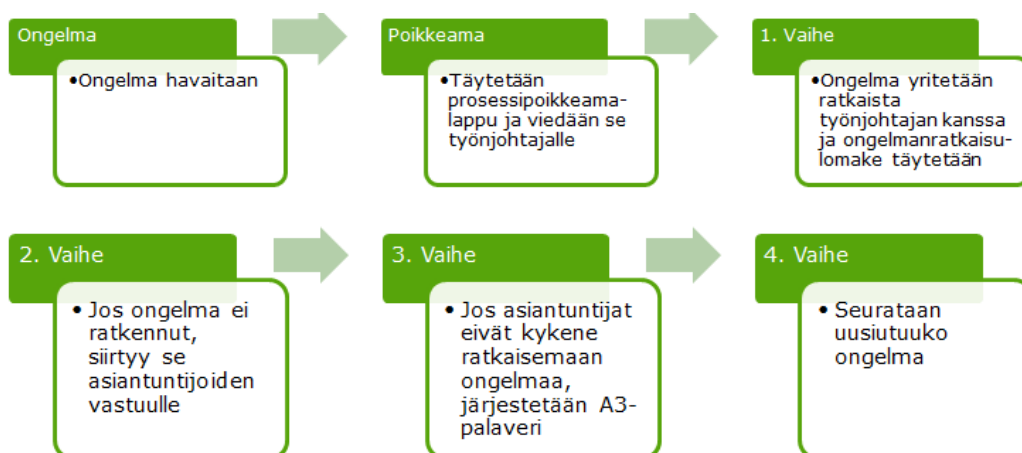 Ongelma
•Ongelma havaitaan
Poikkeama
•Täytetään
prosessipoikkeama-
lappu ja viedään se
työnjohtajalle
1. Vaihe
•Ongelma yritetään
ratkaista
työnjohtajan kanssa
ja ongelmanratkaisu-
lomake täytetään
2. Vaihe
• Jos ongelma ei
ratkennut,
siirtyy se
asiantuntijoiden
vastuulle
3. Vaihe
• Jos asiantuntijat
eivät kykene
ratkaisemaan
ongelmaa,
järjestetään A3-
palaveri
4. Vaihe
• Seurataan
uusiutuuko
ongelma